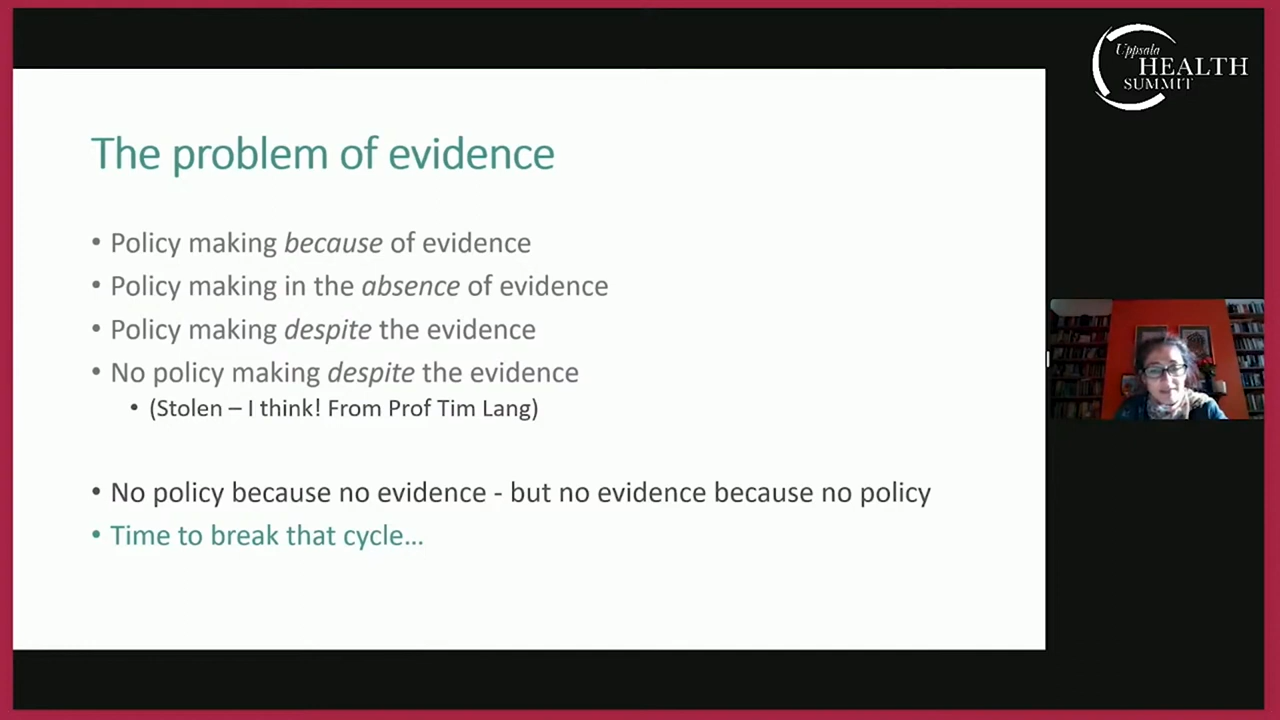 Uppsala
HEALTH
SUMMIT
The problem of evidence
• Policy making because of evidence
• Policy making in the absence of evidence
• Policy making despite the evidence
• No policy making despite the evidence
• (Stolen – I think! From Prof Tim Lang)
• No policy because no evidence - but no evidence because no policy
• Time to break that cycle…